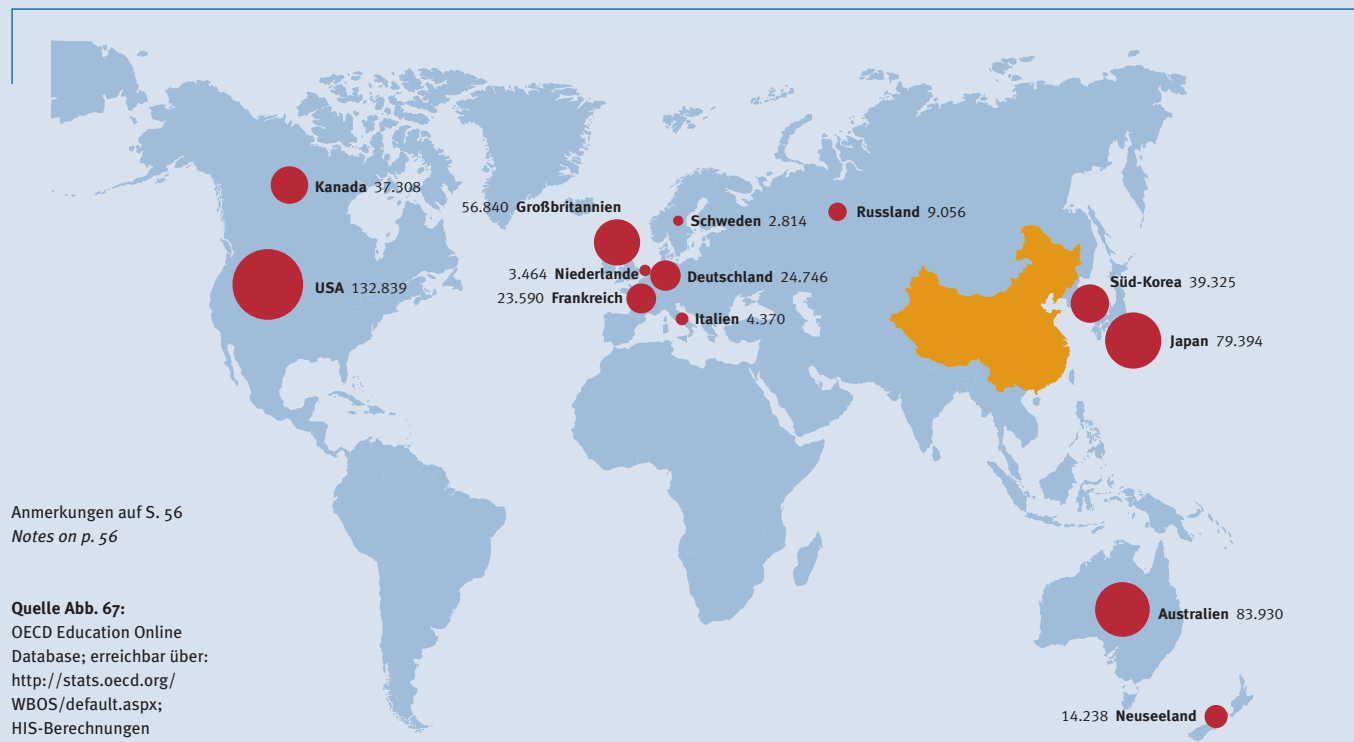 Kanada 37.308
56.840 Großbritannien
Schweden 2.814
Russland 9.056
3.464 Niederlande
Deutschland 24.746
Süd-Korea 39.325
USA 132.839
23.590 Frankreich
Italien 4.370
Japan 79.394
Anmerkungen auf S. 56
Notes on p. 56
Quelle Abb. 67:
OECD Education Online
Database; erreichbar über:
http://stats.oecd.org/
WBOS/default.aspx;
HIS-Berechnungen
Australien 83.930
14.238 Neuseeland